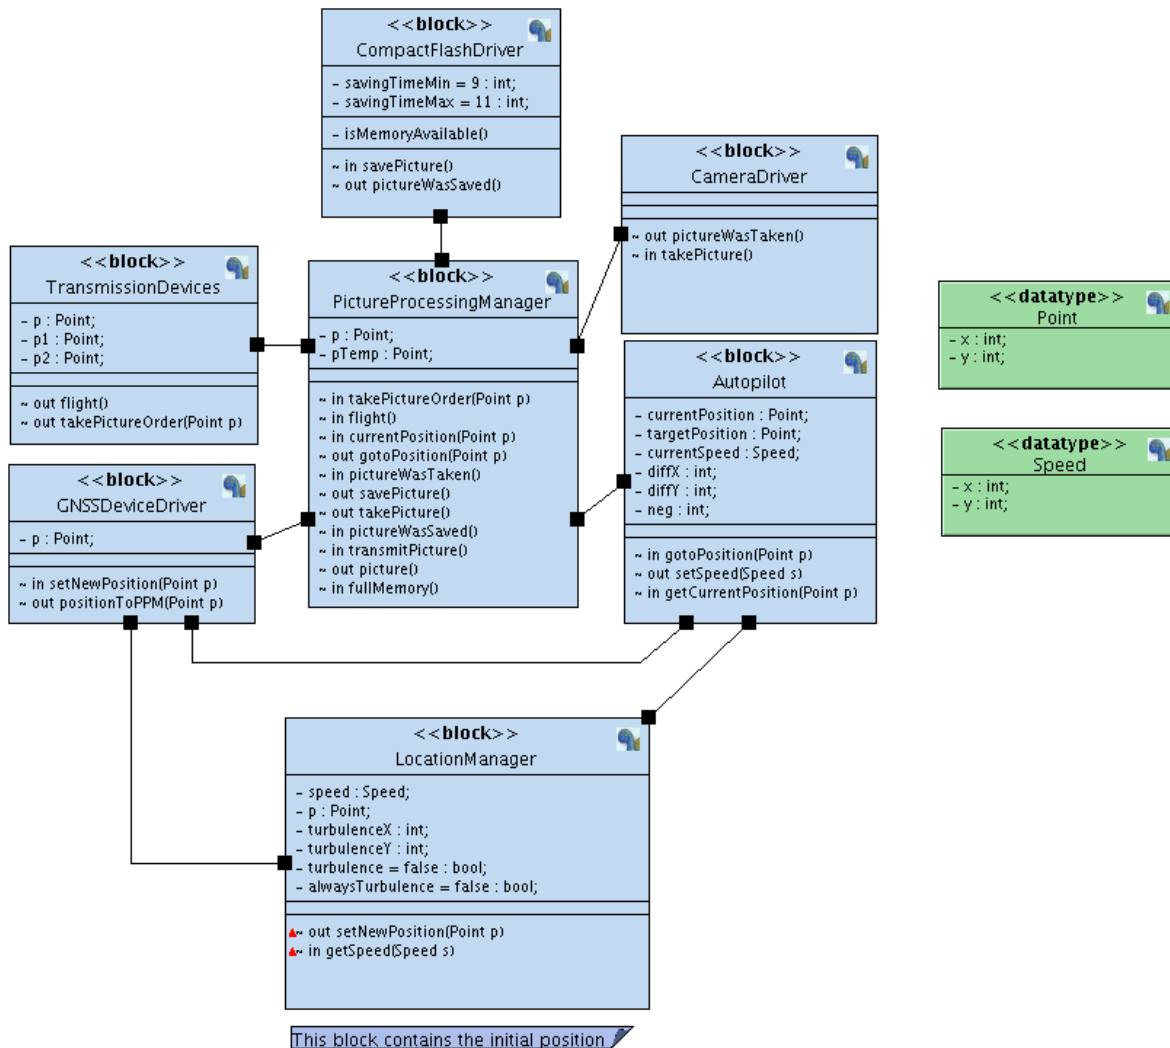 <<block>>
CompactFlashDriver
- savingTimeMin = 9 : int;
- savingTimeMax = 11 : int;
- isMemoryAvailable()
~ in savePicture()
~ out pictureWasSaved()
<<block>>
CameraDriver
~ out pictureWasTaken()
~ in takePicture()
<<block>>
TransmissionDevices
- p : Point;
- p1 : Point;
- p2 : Point;
~ out flight()
~ out takePictureOrder(Point p)
<<block>>
PictureProcessingManager
- p : Point;
- pTemp : Point;
~ in takePictureOrder(Point p)
~ in flight()
~ in currentPosition(Point p)
~ out gotoPosition(Point p)
~ in pictureWasTaken()
~ out savePicture()
~ out takePicture()
~ in pictureWasSaved()
~ in transmitPicture()
~ out picture()
~ in fullMemory()
<<datatype>>
Point
- x : int;
- y : int;
<<block>>
Autopilot
- currentPosition : Point;
- targetPosition : Point;
- currentSpeed : Speed;
- diffX : int;
- diffY : int;
- neg : int;
~ in gotoPosition(Point p)
~ out setSpeed(Speed s)
~ in getCurrentPosition(Point p)
<<datatype>>
Speed
- x : int;
- y : int;
<<block>>
GNSSDeviceDriver
- p : Point;
~ in setNewPosition(Point p)
~ out positionToPPM(Point p)
<<block>>
LocationManager
- speed : Speed;
- p : Point;
- turbulenceX : int;
- turbulenceY : int;
- turbulence = false : bool;
- alwaysTurbulence = false : bool;
~ out setNewPosition(Point p)
~ in getSpeed(Speed s)
This block contains the initial position